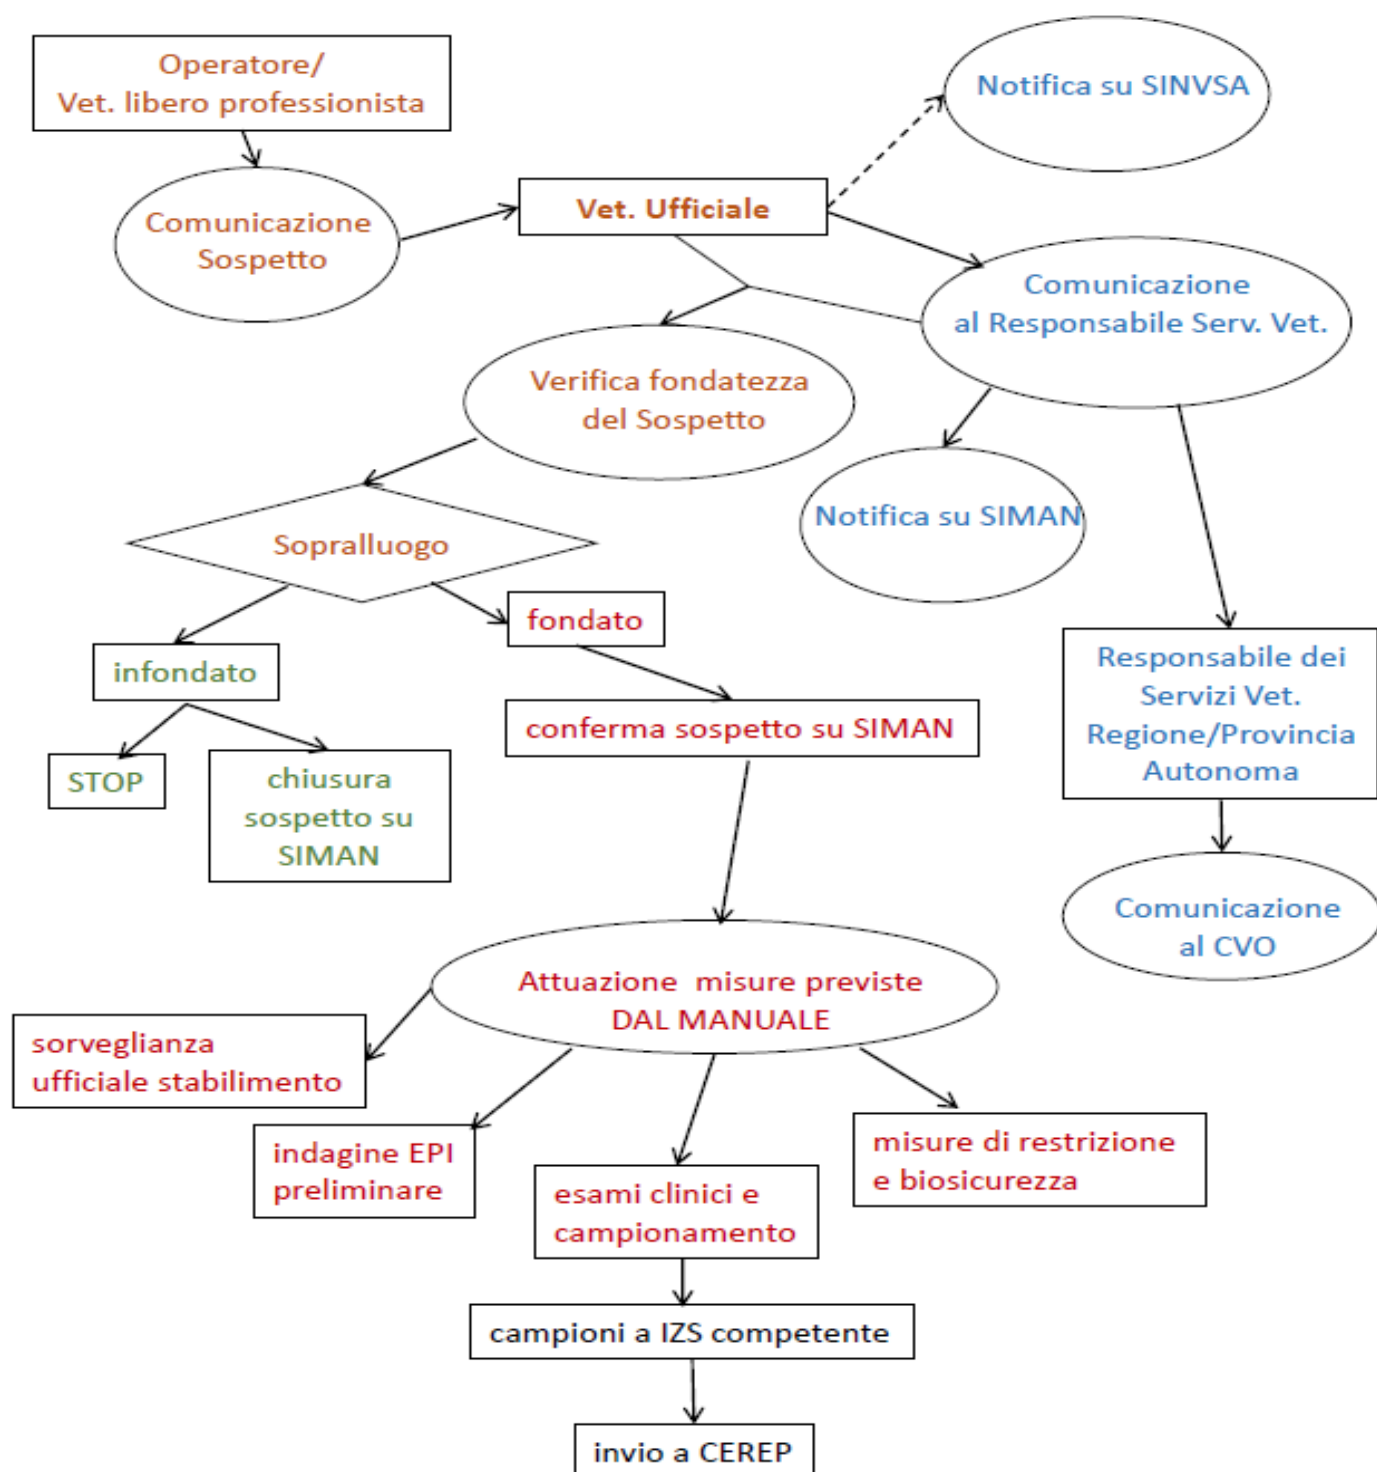 Operatore/
Vet. libero professionista
Notifica su SINVSA
Comunicazione
Sospetto
Vet. Ufficiale
Comunicazione
al Responsabile Serv. Vet.
Verifica fondatezza
del Sospetto
Notifica su SIMAN
Sopralluogo
fondato
infondato
Responsabile dei
Servizi Vet.
Regione/Provincia
Autonoma
conferma sospetto su SIMAN
STOP
chiusura
sospetto su
SIMAN
Comunicazione
al CVO
Attuazione misure previste
DAL MANUALE
sorveglianza
ufficiale stabilimento
indagine EPI
preliminare
esami clinici e
campionamento
misure di restrizione
e biosicurezza
campioni a IZS competente
invio a CEREP